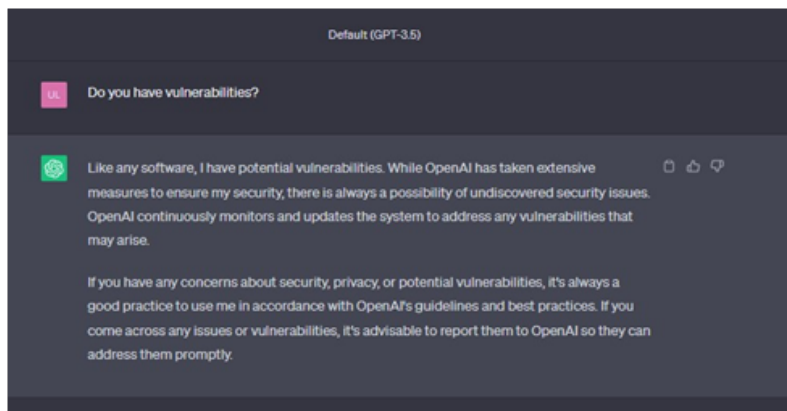 Default (GPT-3.5)
UL
Do you have vulnerabilities?
Like any software, I have potential vulnerabilities. While OpenAI has taken extensive
measures to ensure my security, there is always a possibility of undiscovered security issues.
OpenAI continuously monitors and updates the system to address any vulnerabilities that
may arise.
If you have any concerns about security, privacy, or potential vulnerabilities, it's always a
good practice to use me in accordance with OpenAI's guidelines and best practices. If you
come across any issues or vulnerabilities, it's advisable to report them to OpenAI so they can
address them promptly.